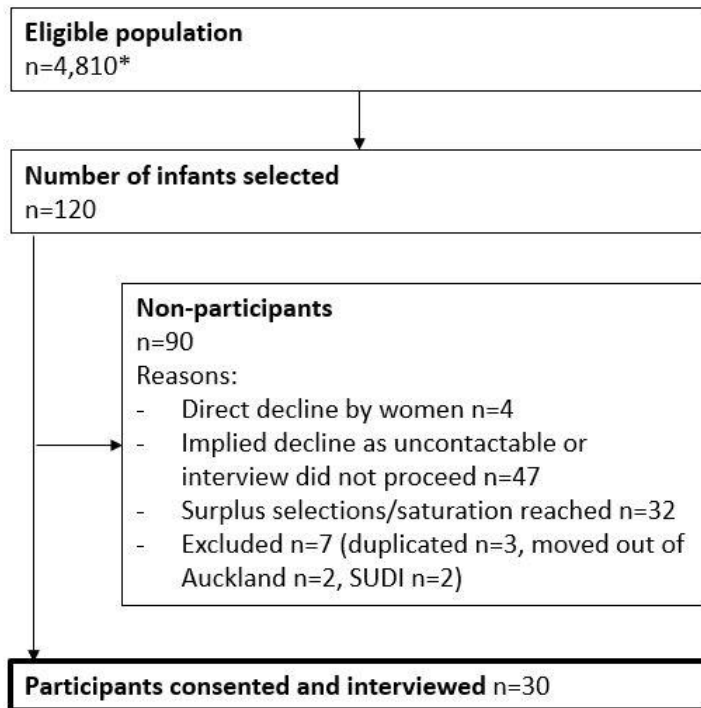 Eligible population
n=4,810*
Number of infants selected
n=120
Non-participants
n=90
Reasons:
- Direct decline by women n=4
- Implied decline as uncontactable or
interview did not proceed n=47
- Surplus selections/saturation reached n=32
- Excluded n=7 (duplicated n=3, moved out of
Auckland n=2, SUDI n=2)
Participants consented and interviewed n=30